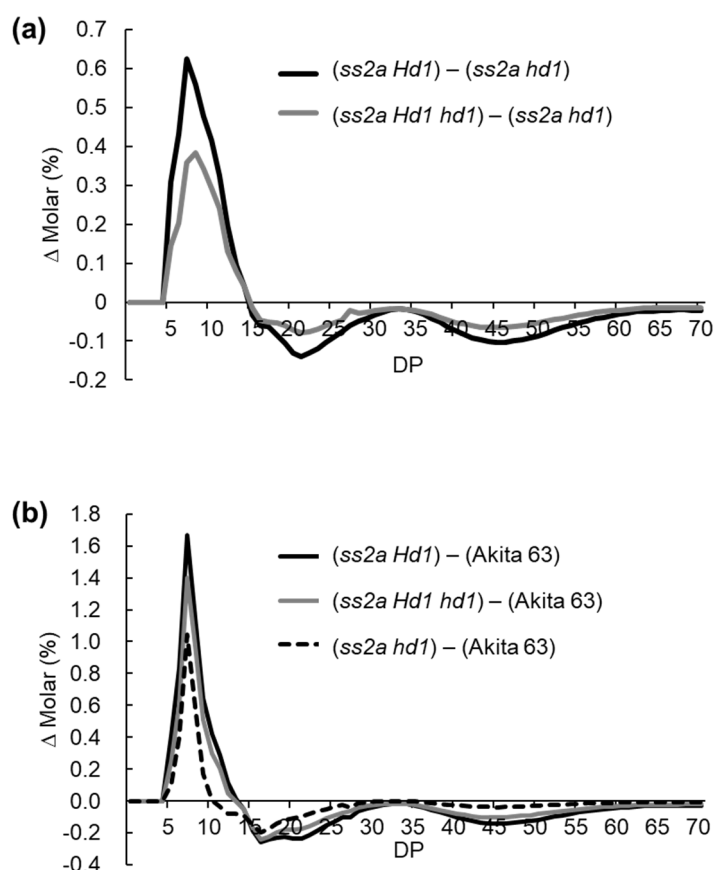 (a)
0.7
0.6
0.5
0.4
0.3
0.2
0.1
0
-0.1
-0.2
Δ Molar (%)
(ss2a Hd1) – (ss2a hd1)
(ss2a Hd1 hd1) – (ss2a hd1)
5 10 15 20 25 30 35 40 45 50 55 60 65 70
DP
(b)
1.8
1.6
1.4
1.2
1.0
0.8
0.6
0.4
0.2
0.0
-0.2
-0.4
Δ Molar (%)
(ss2a Hd1) – (Akita 63)
(ss2a Hd1 hd1) – (Akita 63)
(ss2a hd1) – (Akita 63)
5 10 15 20 25 30 35 40 45 50 55 60 65 70
DP